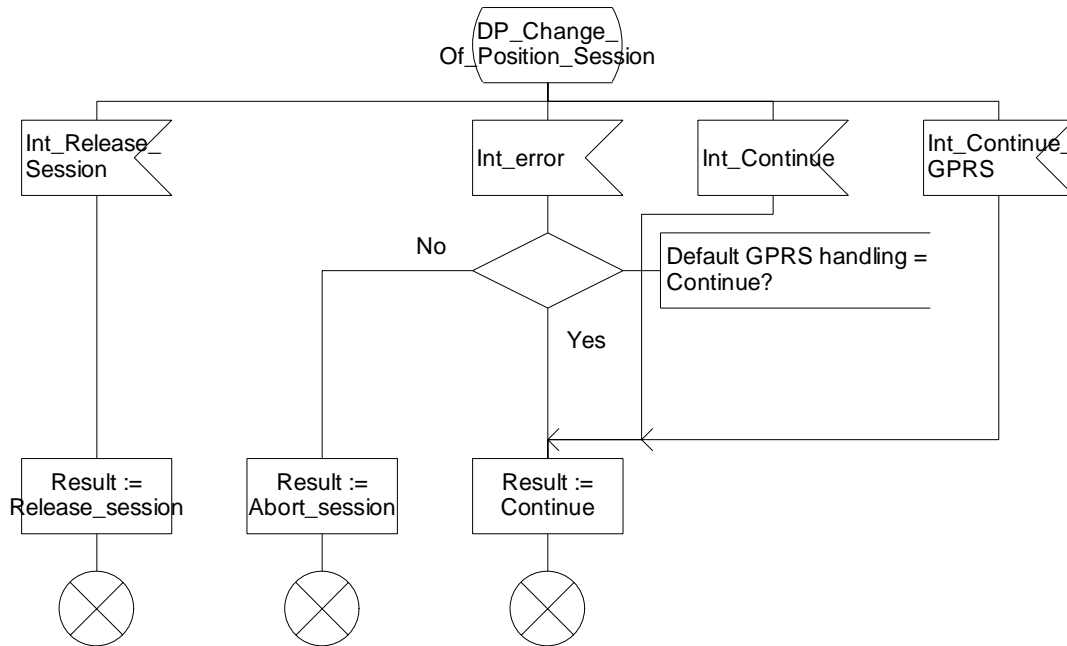 DP_Change_
Of_Position_Session
Int_Release_
Session
Int_error
Int_Continue
Int_Continue_
GPRS
No
Default GPRS handling =
Continue?
Yes
Result :=
Release_session
Result :=
Abort_session
Result :=
Continue